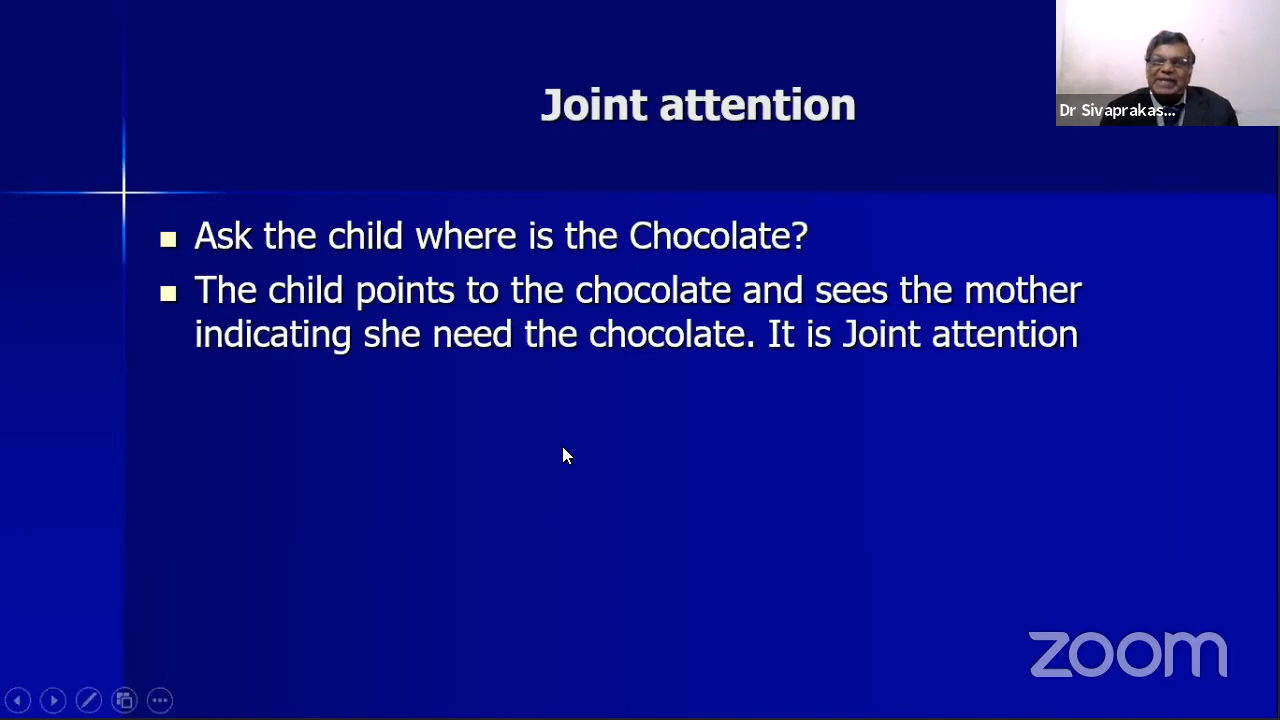 Joint attention
Dr Sivaprakas...
Ask the child where is the Chocolate?
The child points to the chocolate and sees the mother
indicating she need the chocolate. It is Joint attention
zoom